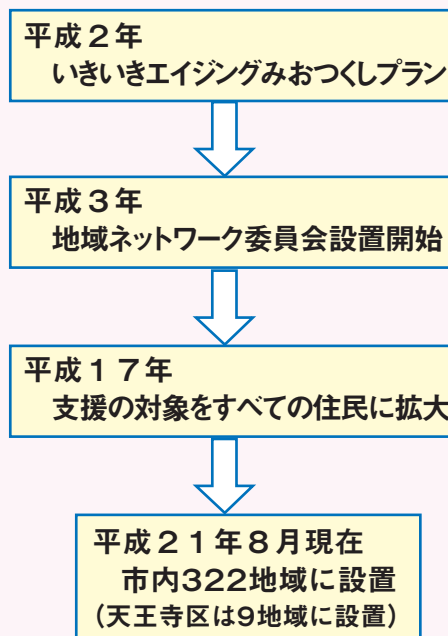 平成２年
いきいきエイジングみおつくしプラン
平成３年
地域ネットワーク委員会設置開始
平成１７年
支援の対象をすべての住民に拡大
平成２１年８月現在
市内322地域に設置
（天王寺区は9地域に設置）